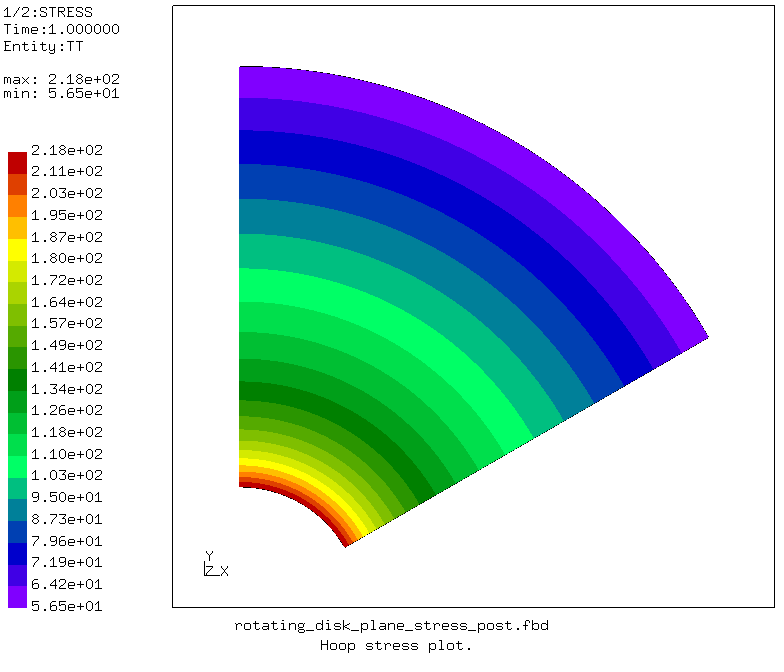 1/2:STRESS
Time:1.000000
Entity:TT
max: 2.18e+02
min: 5.65e+01
2.18e+02
2.11e+02
2.03e+02
1.95e+02
1.87e+02
1.80e+02
1.72e+02
1.64e+02
1.57e+02
1.49e+02
1.41e+02
1.34e+02
1.26e+02
1.18e+02
1.10e+02
1.03e+02
9.50e+01
8.73e+01
7.96e+01
7.19e+01
6.42e+01
5.65e+01
Y
Z X
rotating_disk_plane_stress_post.fbd
Hoop stress plot.